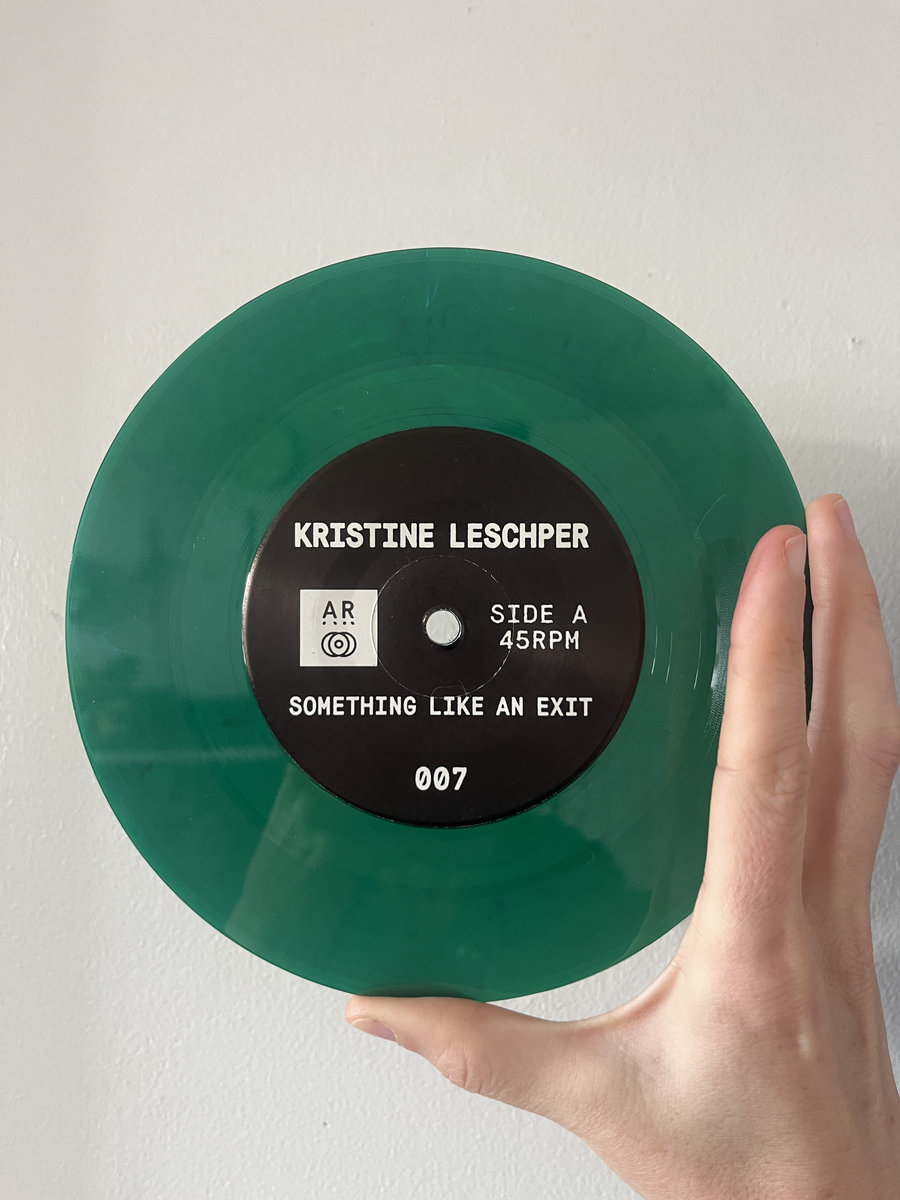 KRISTINE LESCHPER
AR
SIDE A
45RPM
SOMETHING LIKE AN EXIT
007